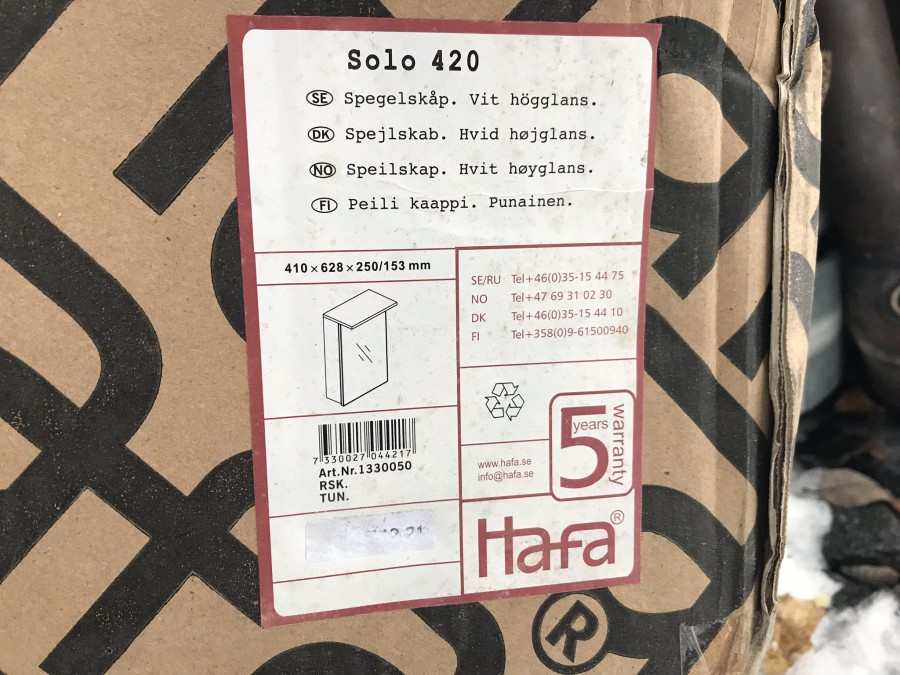 Solo 420
SE Spegelskåp. Vit högglans.
DK Spejlskab. Hvid højglans.
NO Speilskap. Hvit høyglans.
FI Peili kaappi. Punainen.
410 × 628 × 250/153 mm
SE/RU Tel+46(0)35-15 44 75
NO Tel+47 69 31 02 30
DK Tel+46(0)35-15 44 10
FI Tel+358(0)9-61500940
7 330027 044217
Art.Nr.1330050
RSK.
TUN.
www.hafa.se
info@hafa.se
5 years warranty
Hafa®
®